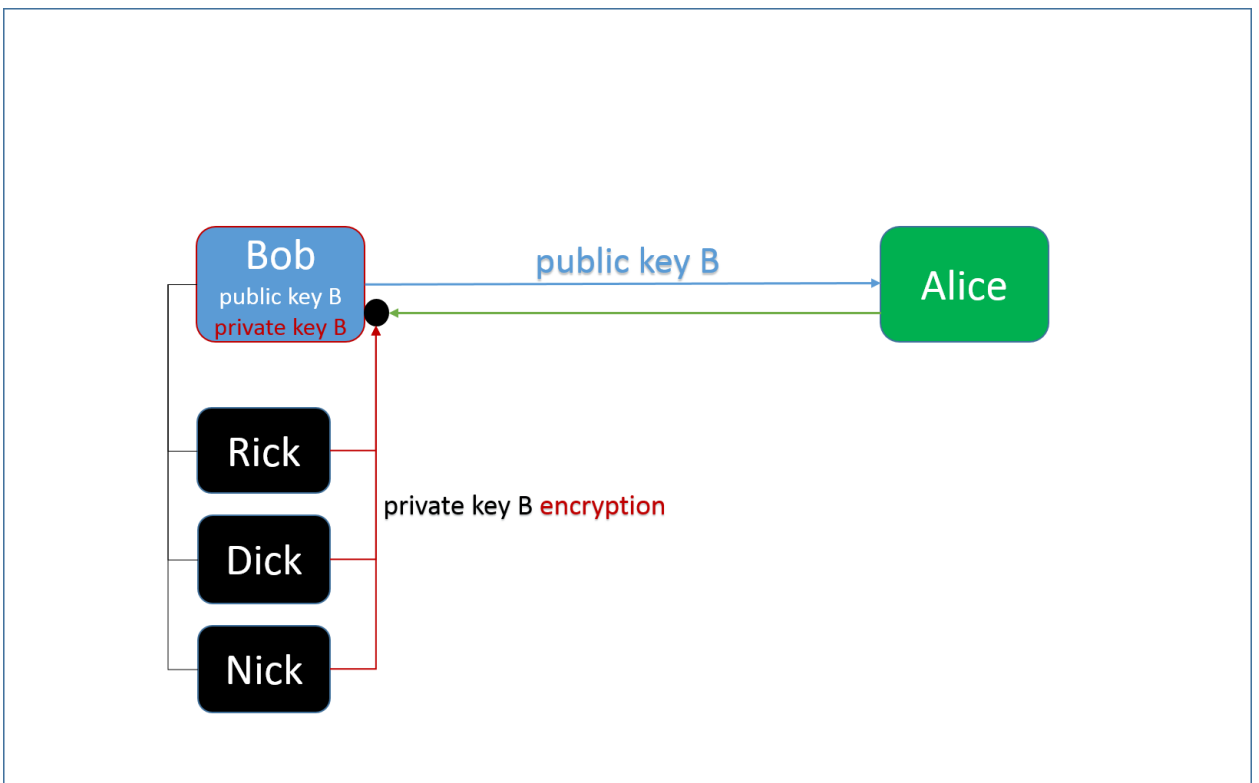 Bob
public key B
private key B
public key B
Alice
Rick
private key B encryption
Dick
Nick